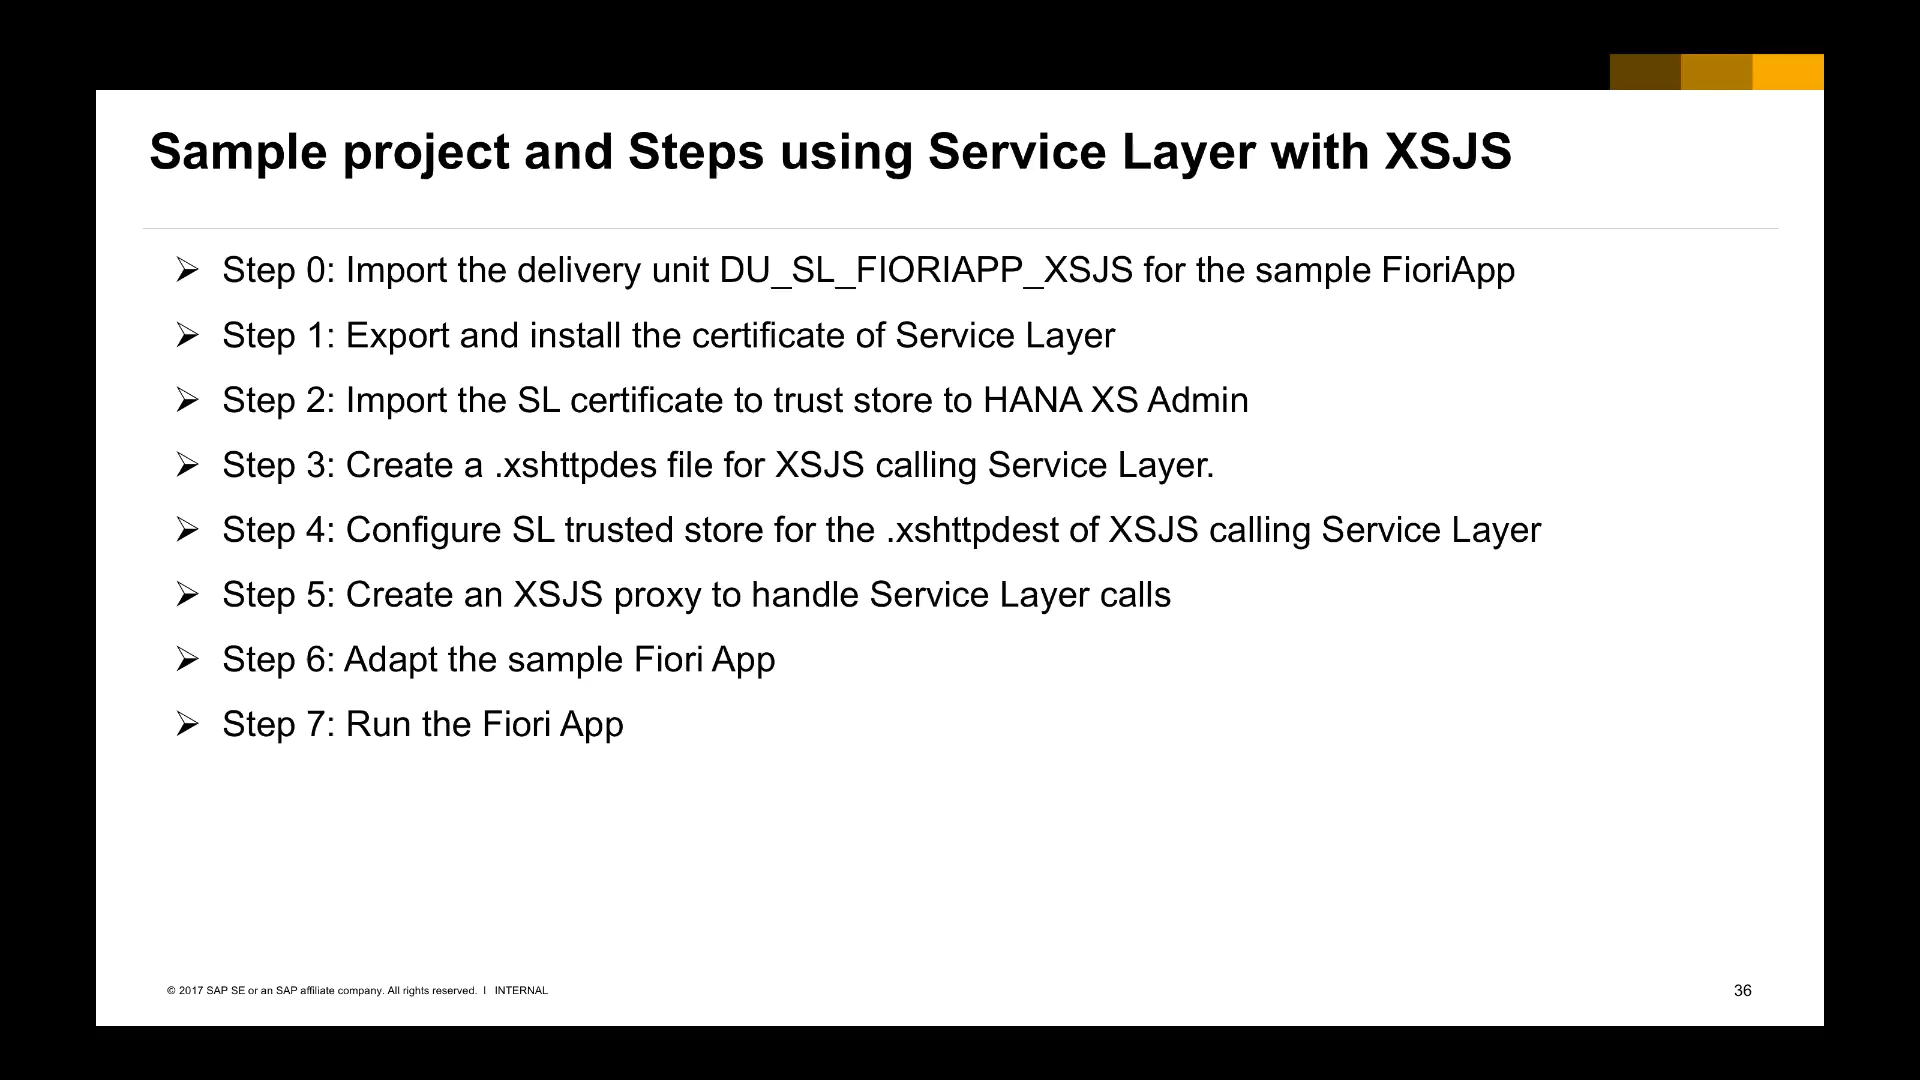 Sample project and Steps using Service Layer with XSJS
➢ Step 0: Import the delivery unit DU_SL_FIORIAPP_XSJS for the sample FioriApp
➢ Step 1: Export and install the certificate of Service Layer
➢ Step 2: Import the SL certificate to trust store to HANA XS Admin
➢ Step 3: Create a .xshttpdes file for XSJS calling Service Layer.
➢ Step 4: Configure SL trusted store for the .xshttpdest of XSJS calling Service Layer
➢ Step 5: Create an XSJS proxy to handle Service Layer calls
➢ Step 6: Adapt the sample Fiori App
➢ Step 7: Run the Fiori App
© 2017 SAP SE or an SAP affiliate company. All rights reserved. | INTERNAL
36